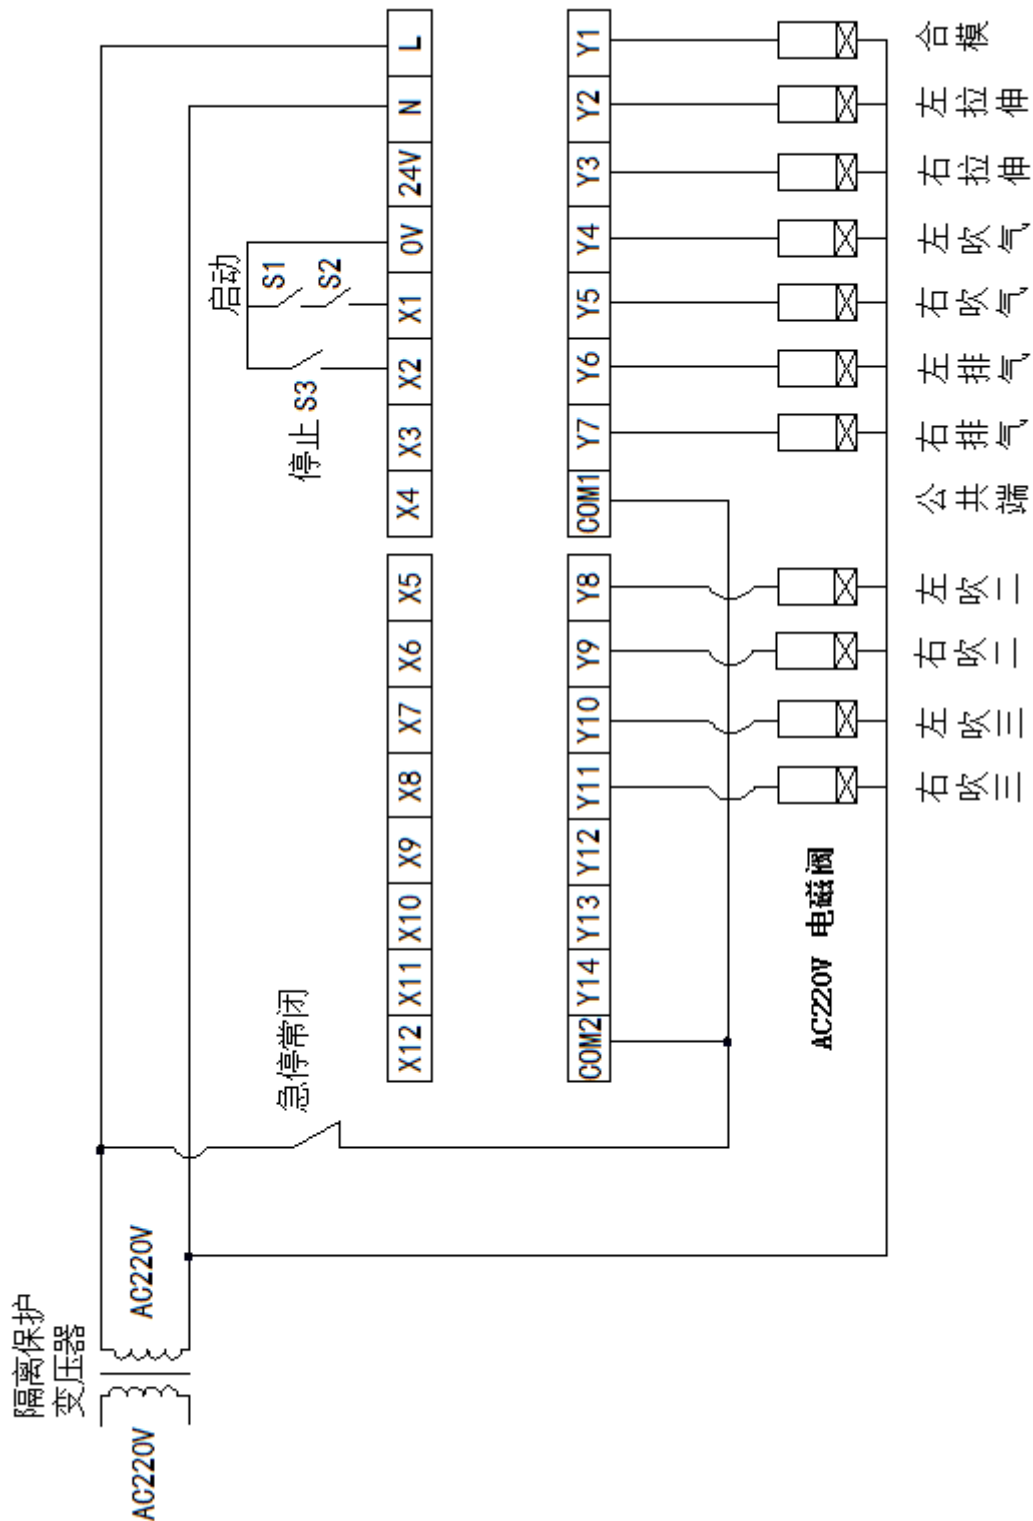 隔离保护
变压器
AC220V
AC220V
急停常闭
停止 S3
启动
S1
S2
X12 X11 X10 X9 X8 X7 X6 X5 X4 X3 X2 X1 0V 24V N L
COM2 Y14 Y13 Y12 Y11 Y10 Y9 Y8 COM1 Y7 Y6 Y5 Y4 Y3 Y2 Y1
AC220V 电磁阀
右吹三
左吹三
右吹二
左吹二
公共端
右排气
左排气
右吹气
左吹气
右拉伸
左拉伸
合模